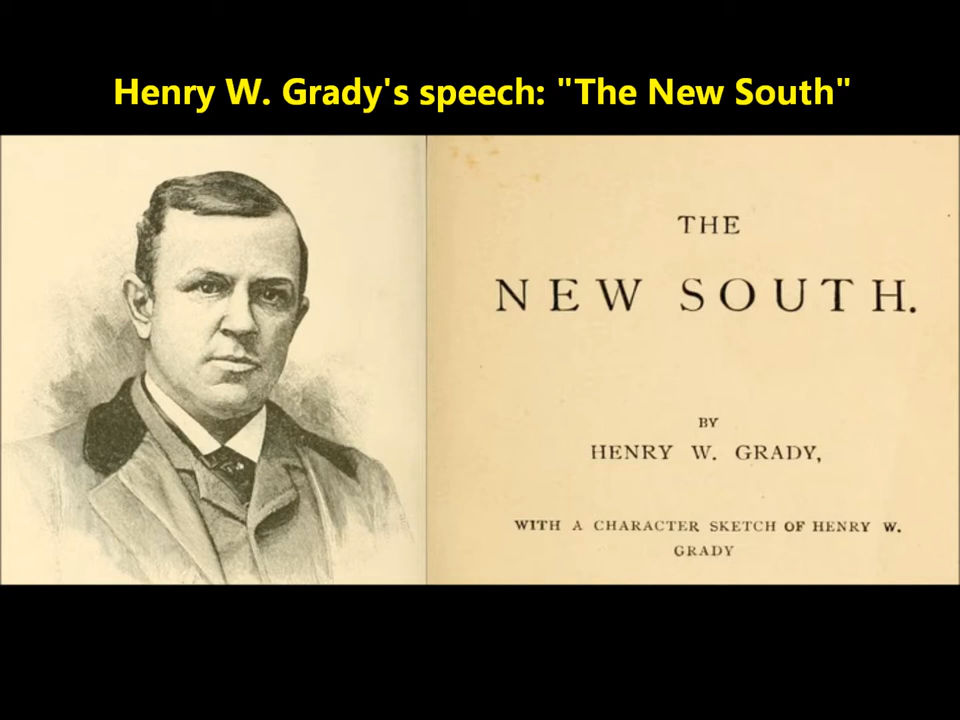 Henry W. Grady's speech: "The New South"
THE
NEW SOUTH.
BY
HENRY W. GRADY,
WITH A CHARACTER SKETCH OF HENRY W.
GRADY